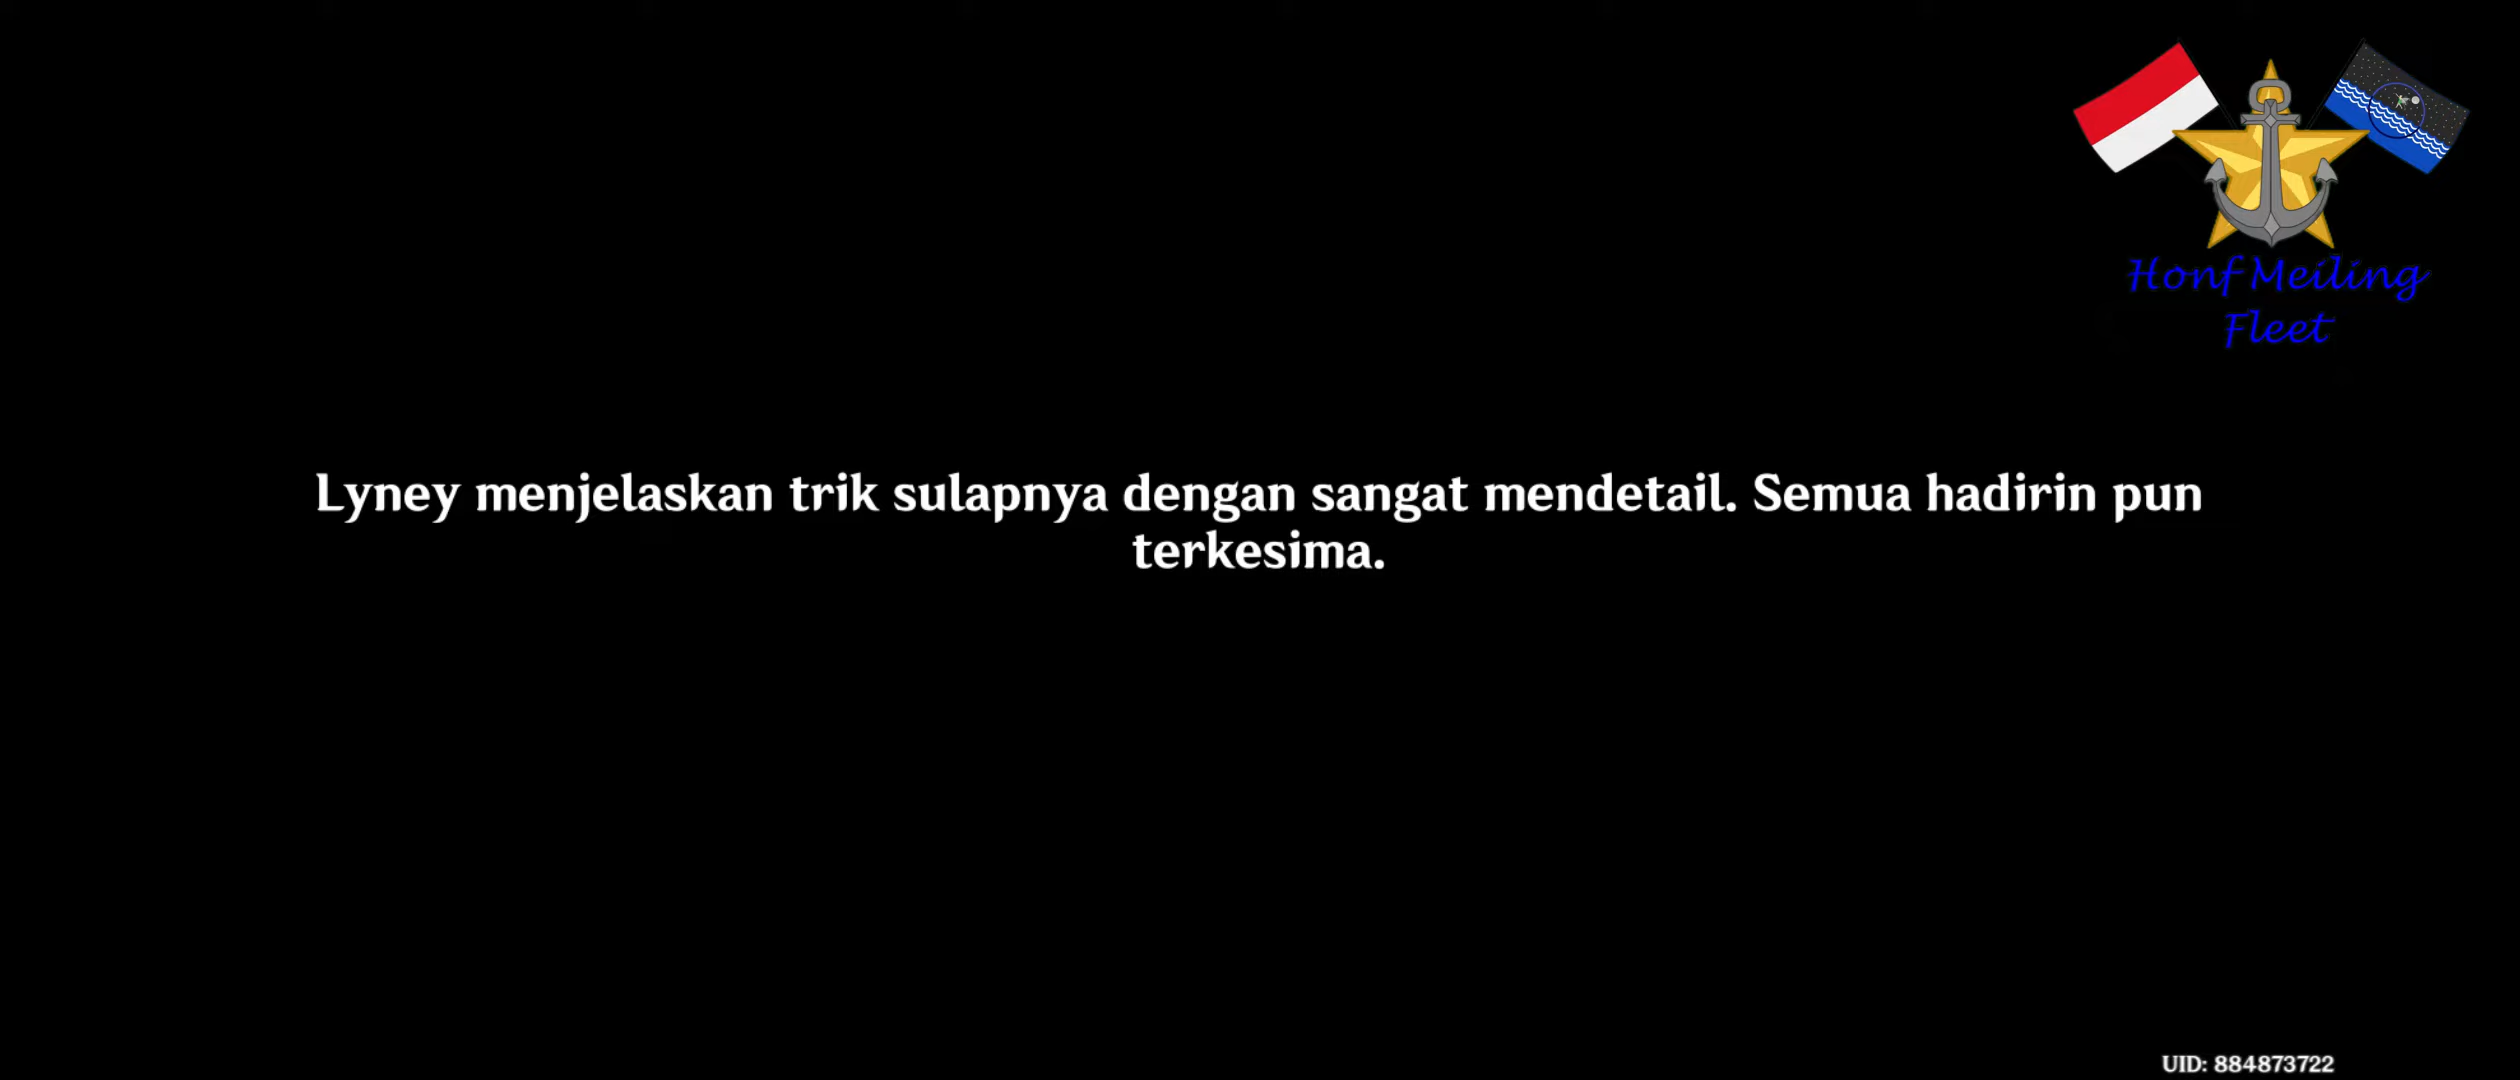 Honf Meiling
Fleet
Lyney menjelaskan trik sulapnya dengan sangat mendetail. Semua hadirin pun
terkesima.
UID: 884873722